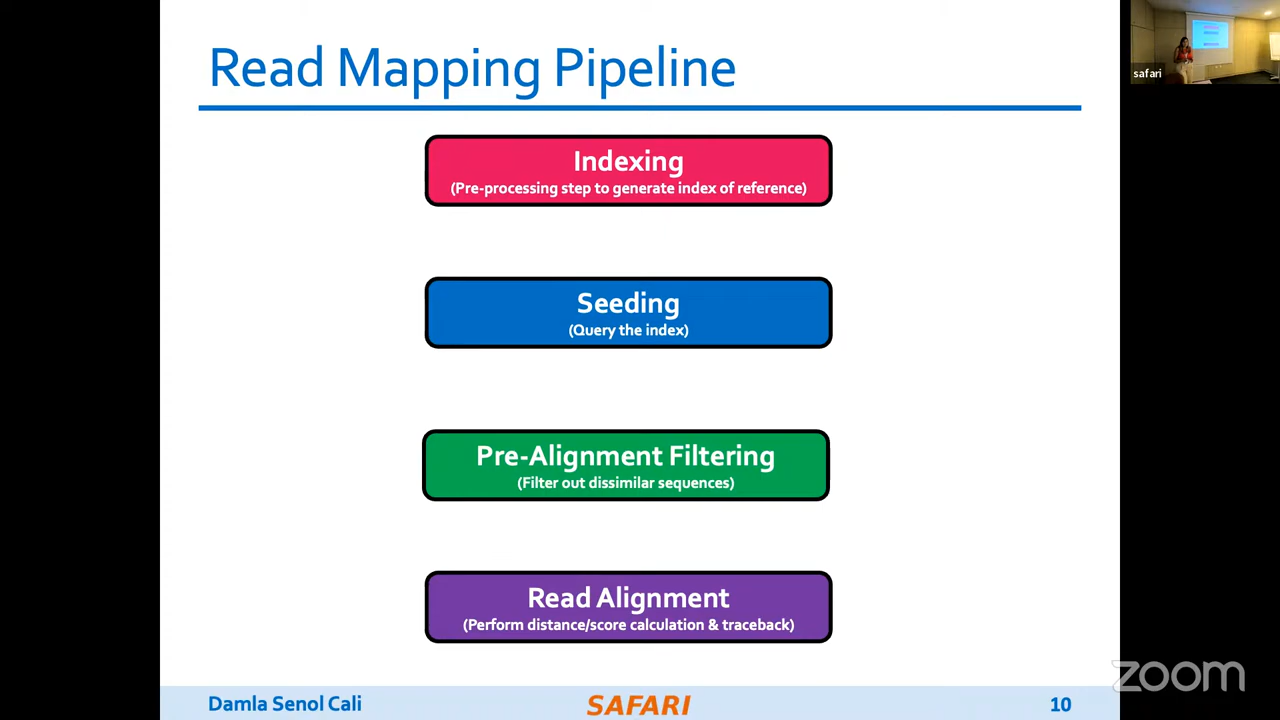 Read Mapping Pipeline
safari
Indexing
(Pre-processing step to generate index of reference)
Seeding
(Query the index)
Pre-Alignment Filtering
(Filter out dissimilar sequences)
Read Alignment
(Perform distance/score calculation & traceback)
zoom
Damla Senol Cali
SAFARI
10